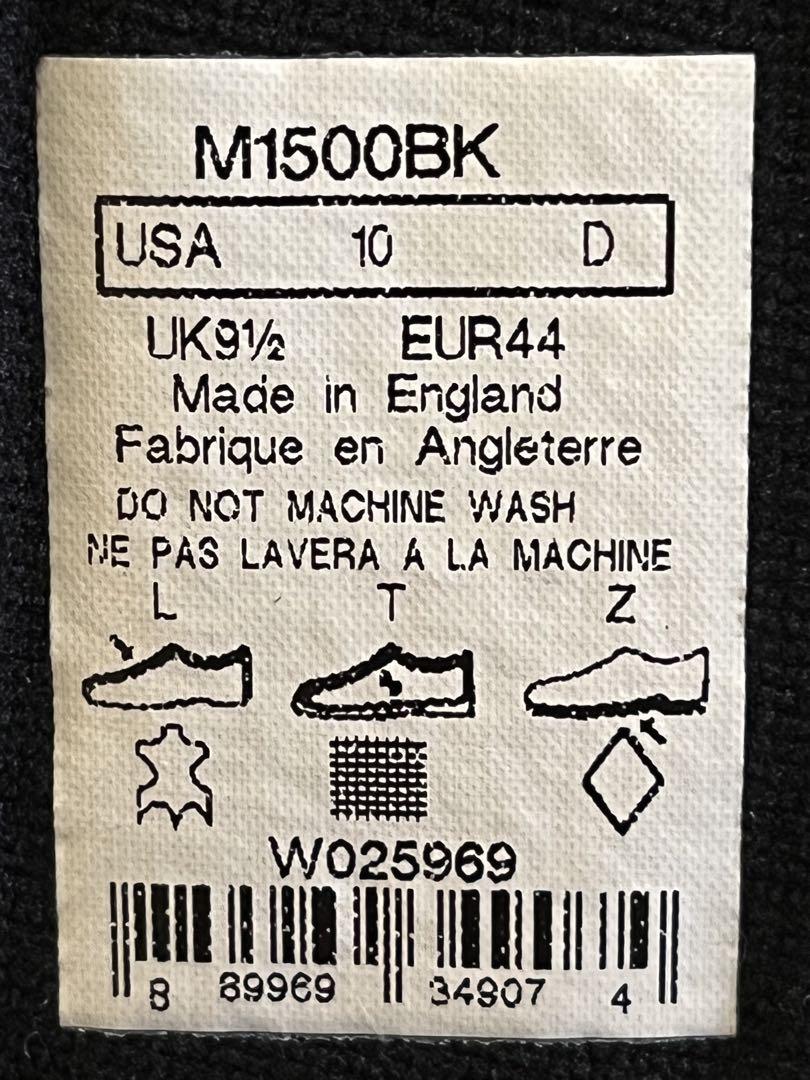 M1500BK
USA 10 D
UK9½ EUR44
Made in England
Fabrique en Angleterre
DO NOT MACHINE WASH
NE PAS LAVERA A LA MACHINE
L T Z
W025969
8 89969 34907 4